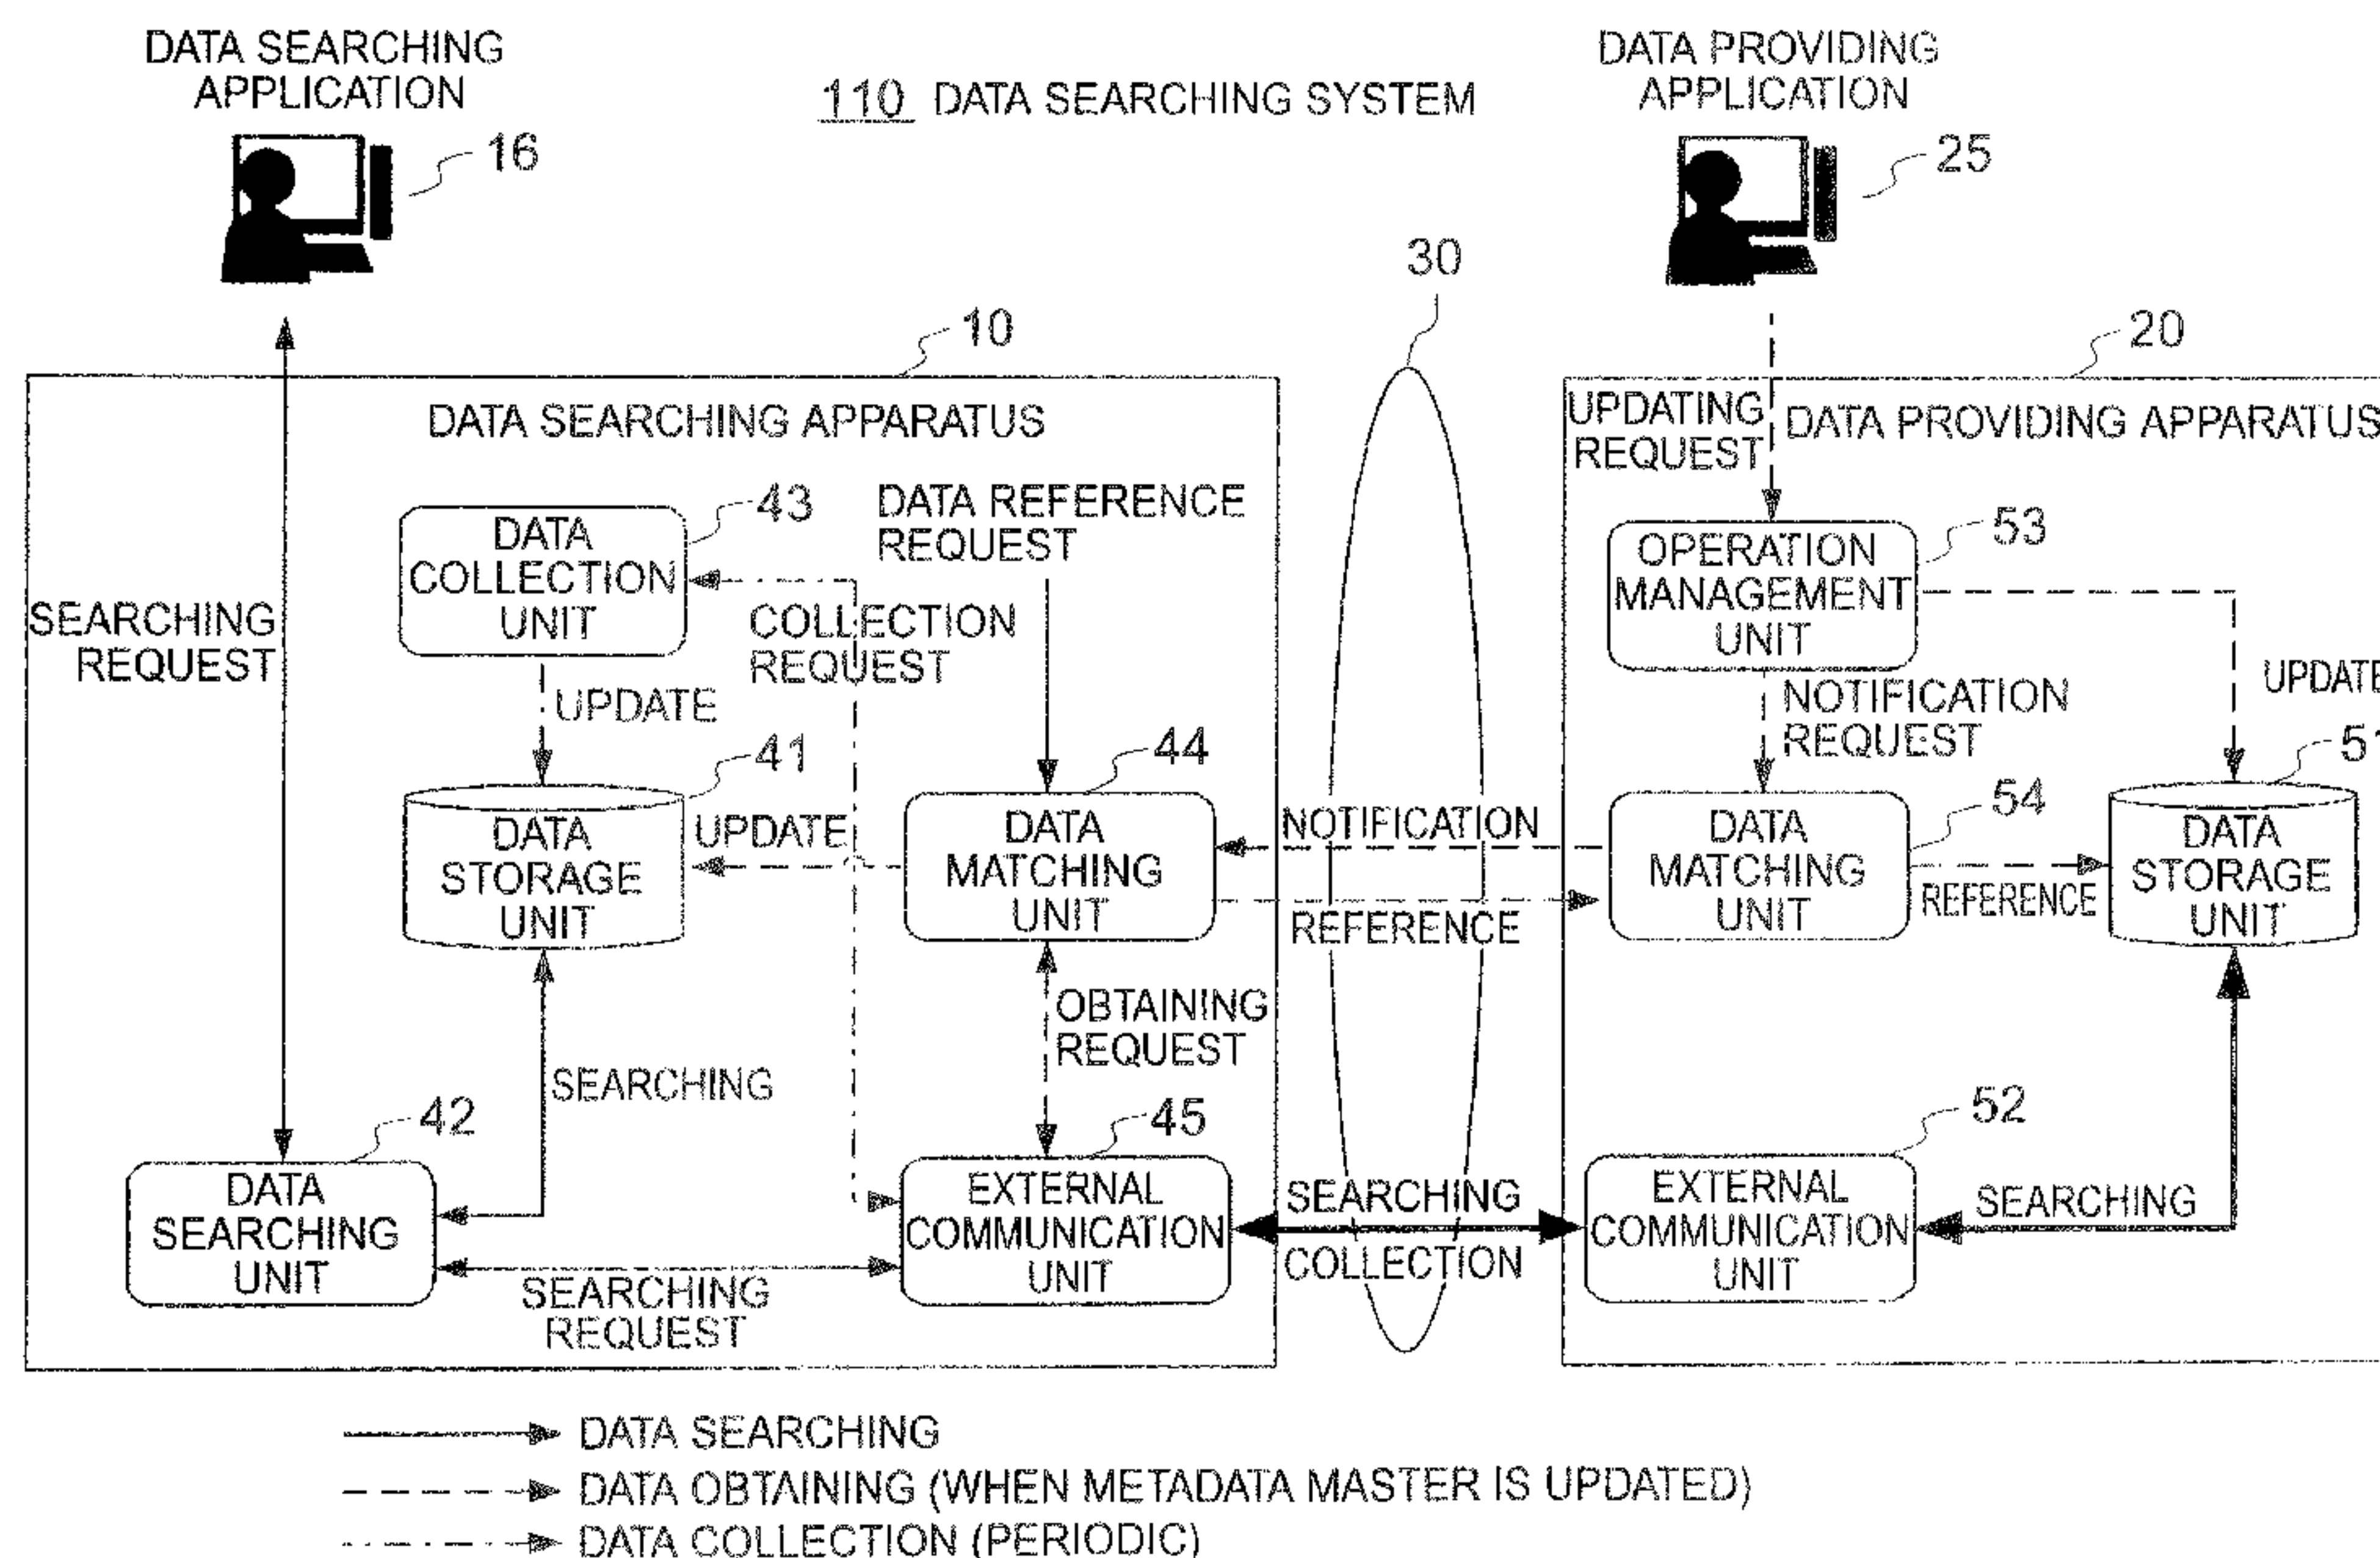 DATA SEARCHING
APPLICATION
16
110 DATA SEARCHING SYSTEM
DATA PROVIDING
APPLICATION
25
30
10
20
DATA SEARCHING APPARATUS
UPDATING
REQUEST
DATA PROVIDING APPARATUS
SEARCHING
REQUEST
43
DATA
COLLECTION
UNIT
DATA REFERENCE
REQUEST
COLLECTION
REQUEST
UPDATE
53
OPERATION
MANAGEMENT
UNIT
NOTIFICATION
REQUEST
UPDATE
41
DATA
STORAGE
UNIT
UPDATE
44
DATA
MATCHING
UNIT
NOTIFICATION
REFERENCE
54
DATA
MATCHING
UNIT
REFERENCE
51
DATA
STORAGE
UNIT
OBTAINING
REQUEST
SEARCHING
42
DATA
SEARCHING
UNIT
SEARCHING
REQUEST
45
EXTERNAL
COMMUNICATION
UNIT
SEARCHING
COLLECTION
52
EXTERNAL
COMMUNICATION
UNIT
SEARCHING
DATA SEARCHING
DATA OBTAINING (WHEN METADATA MASTER IS UPDATED)
DATA COLLECTION (PERIODIC)